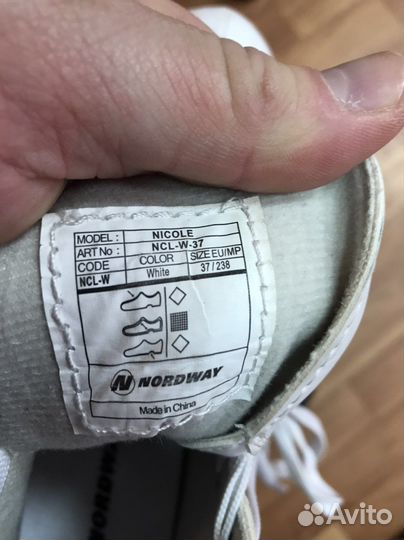 MODEL : NICOLE
ART No : NCL-W-37
CODE COLOR SIZE EU/MP
NCL-W White 37 / 238
NORDWAY
Made in China
NORDWAY
Avito